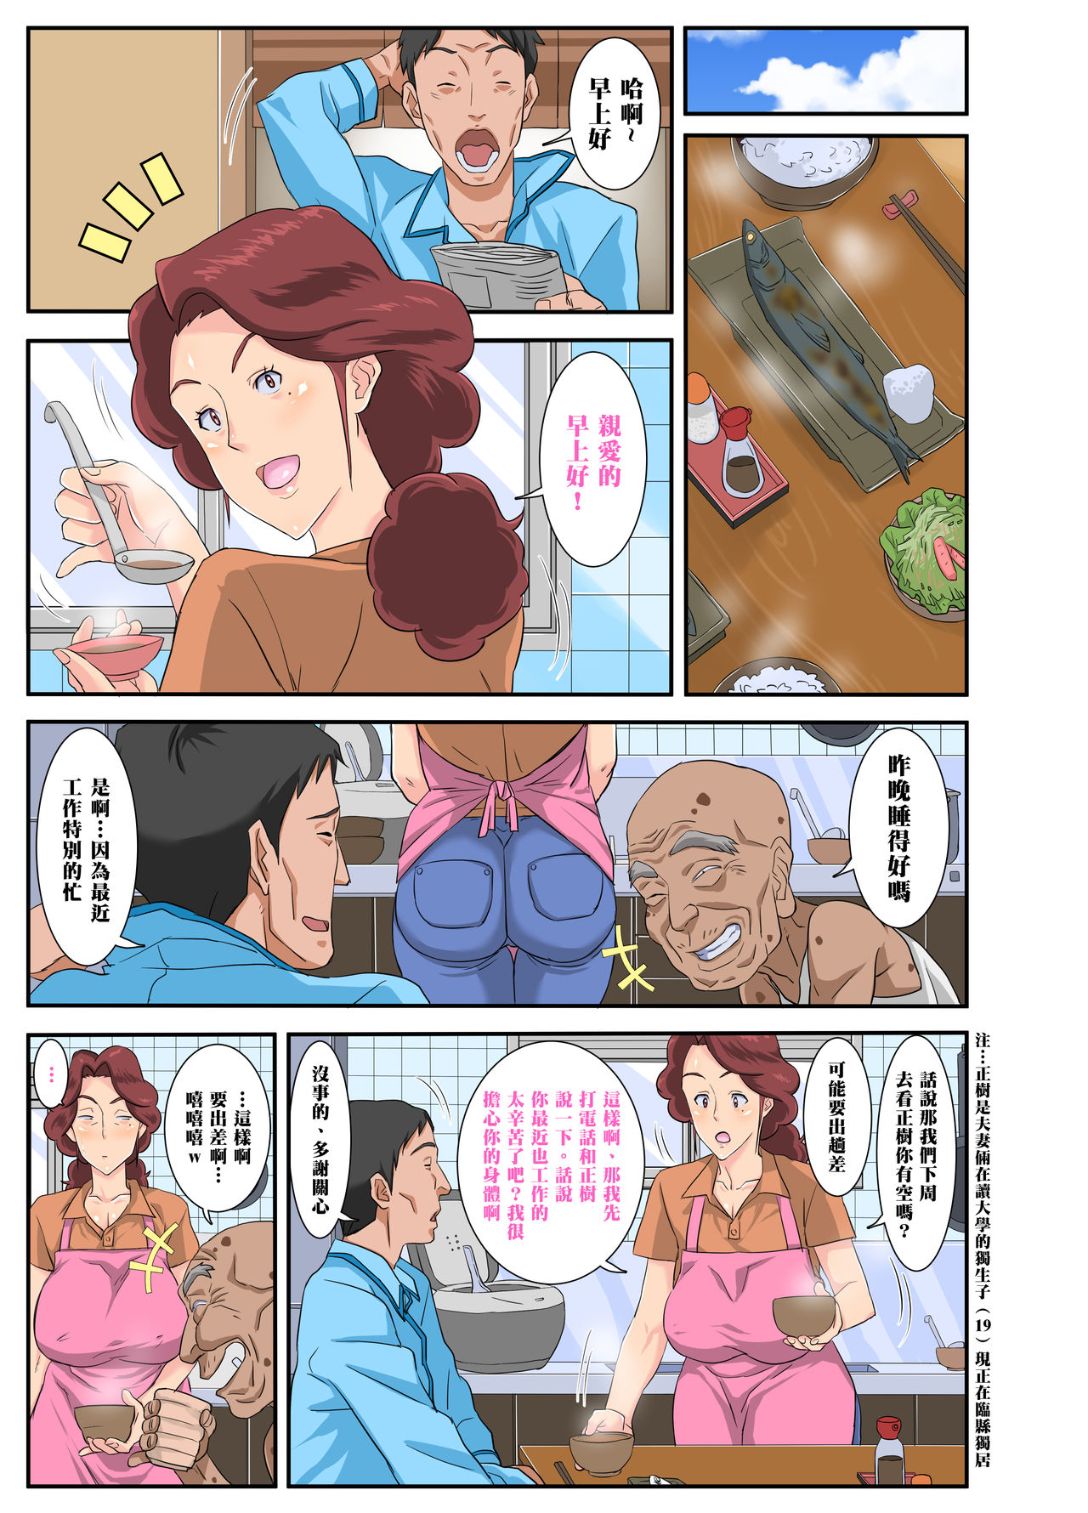 哈啊~
早上好
親愛的
早上好！
昨晚睡得好嗎
是啊…因為最近
工作特別的忙
話說那我們下周
去看正樹你有空嗎？
可能要出趟差
這樣啊、那我先
打電話和正樹
說一下。話說
你最近也工作的
太辛苦了吧？我很
擔心你的身體啊
沒事的、多謝關心
…這樣啊
要出差啊…
嘻嘻嘻w
…
注…正樹是夫妻倆在讀大學的獨生子（19）現正在臨縣獨居